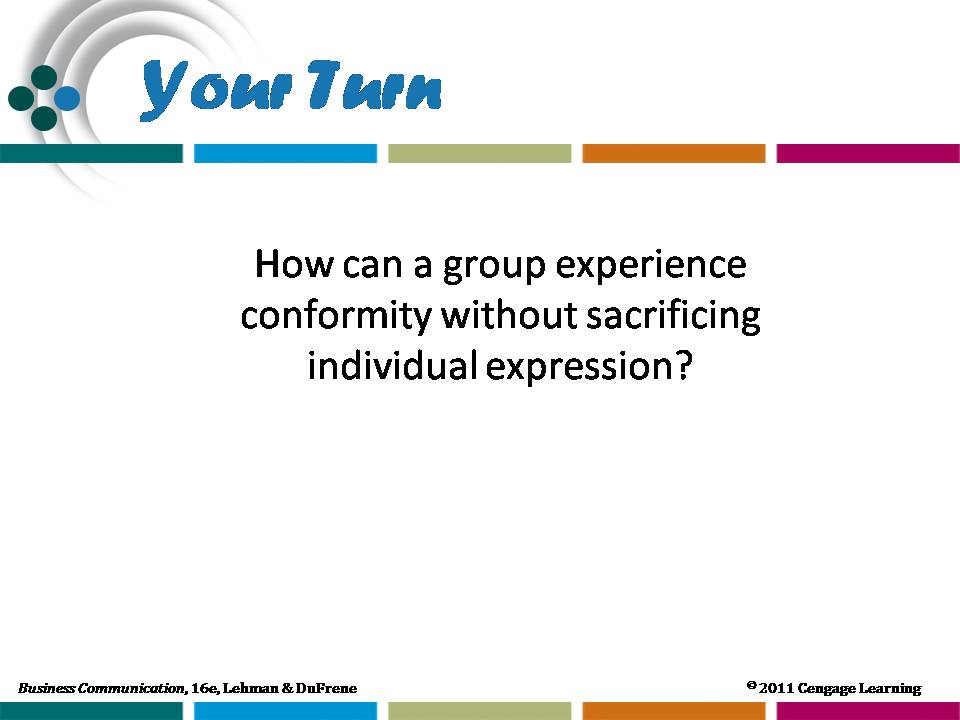 Your Turn
How can a group experience
conformity without sacrificing
individual expression?
Business Communication, 16e, Lehman & DuFrene
© 2011 Cengage Learning